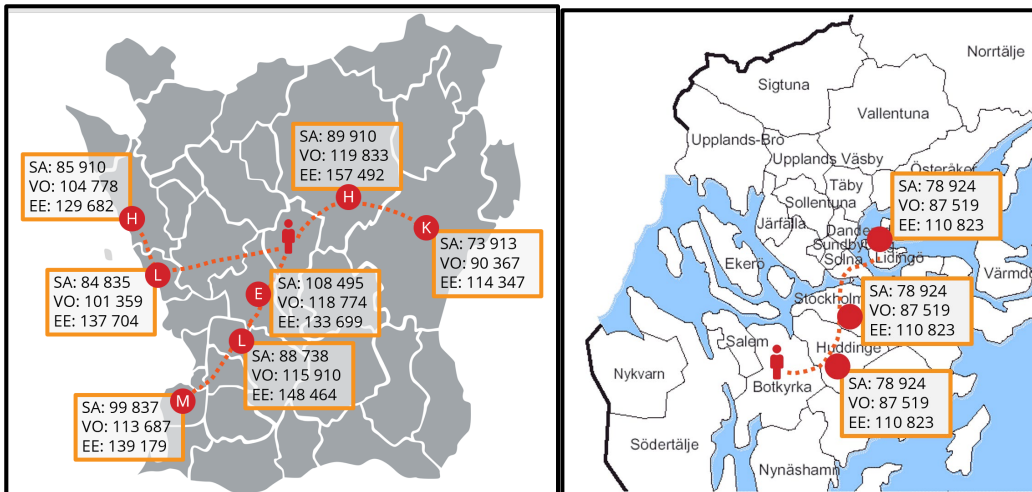 SA: 89 910
VO: 119 833
EE: 157 492
H
SA: 85 910
VO: 104 778
EE: 129 682
H
K
SA: 73 913
VO: 90 367
EE: 114 347
SA: 84 835
VO: 101 359
EE: 137 704
L
E
SA: 108 495
VO: 118 774
EE: 133 699
L
SA: 88 738
VO: 115 910
EE: 148 464
M
SA: 99 837
VO: 113 687
EE: 139 179
Norrtälje
Sigtuna
Vallentuna
Upplands-Bro
Upplands Väsby
Österåker
Täby
Sollentuna
Järfälla
SA: 78 924
VO: 87 519
EE: 110 823
Solna
Lidingö
Ekerö
Värmdö
Stockholm
SA: 78 924
VO: 87 519
EE: 110 823
Salem
Huddinge
Nykvarn
Botkyrka
SA: 78 924
VO: 87 519
EE: 110 823
Södertälje
Nynäshamn